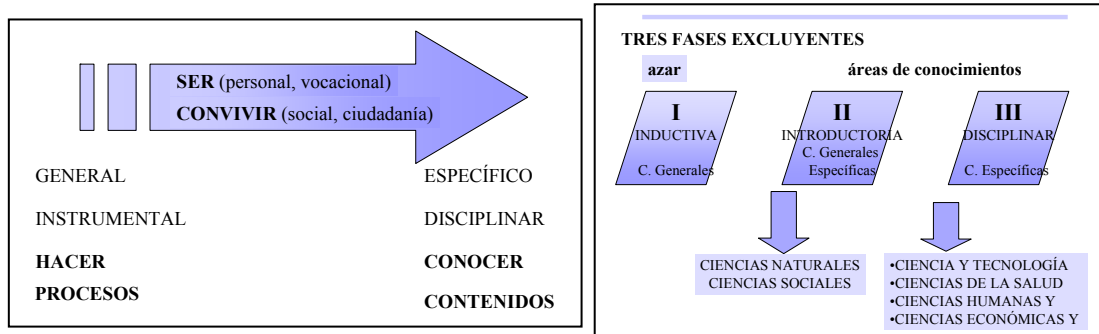 SER (personal, vocacional)
CONVIVIR (social, ciudadanía)
GENERAL
ESPECÍFICO
INSTRUMENTAL
DISCIPLINAR
HACER
CONOCER
PROCESOS
CONTENIDOS
TRES FASES EXCLUYENTES
azar
áreas de conocimientos
I
INDUCTIVA
C. Generales
II
INTRODUCTORIA
C. Generales
Específicas
III
DISCIPLINAR
C. Específicas
CIENCIAS NATURALES
CIENCIAS SOCIALES
•CIENCIA Y TECNOLOGÍA
•CIENCIAS DE LA SALUD
•CIENCIAS HUMANAS Y
•CIENCIAS ECONÓMICAS Y